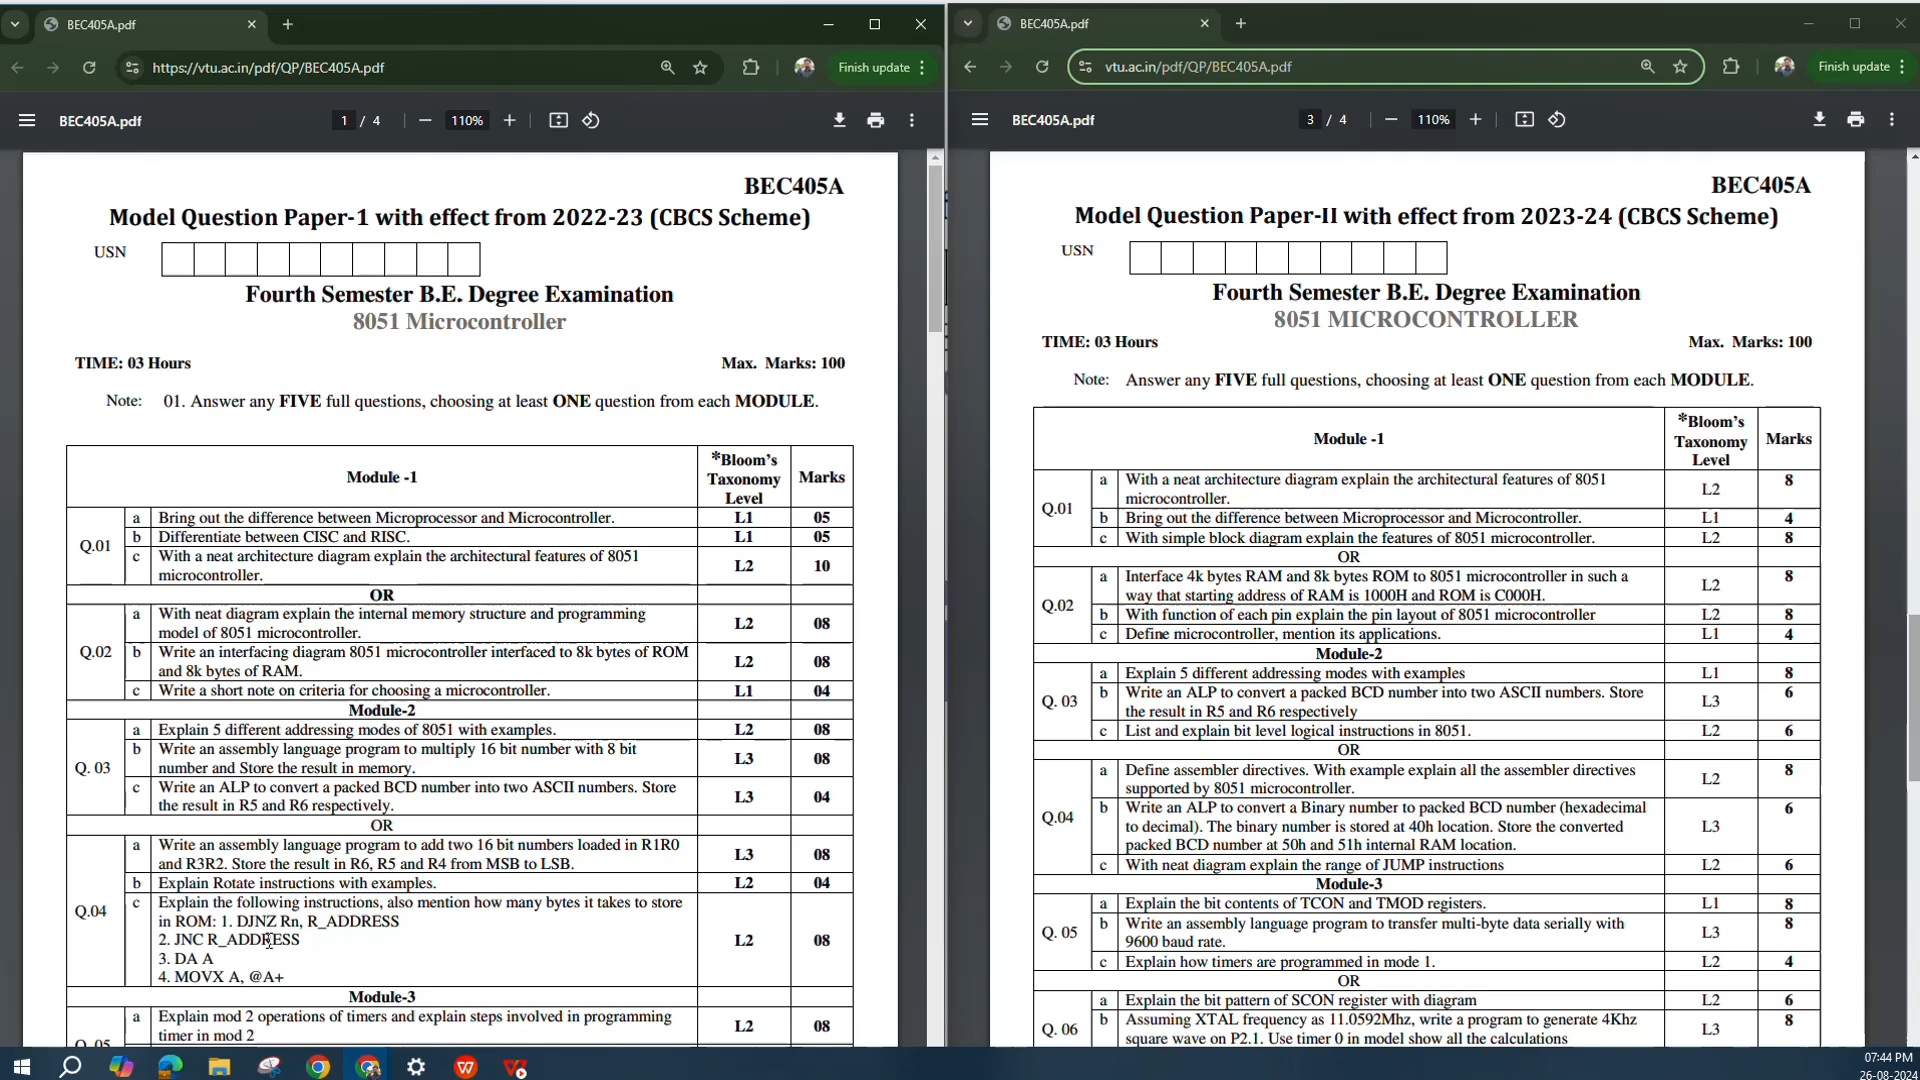 BEC405A.pdf
https://vtu.ac.in/pdf/QP/BEC405A.pdf
Finish update
BEC405A.pdf
1 / 4
110%
BEC405A
Model Question Paper-1 with effect from 2022-23 (CBCS Scheme)
USN
Fourth Semester B.E. Degree Examination
8051 Microcontroller
TIME: 03 Hours
Max. Marks: 100
Note: 01. Answer any FIVE full questions, choosing at least ONE question from each MODULE.
Module -1
*Bloom's
Taxonomy
Level
Marks
Q.01
a Bring out the difference between Microprocessor and Microcontroller. L1 05
b Differentiate between CISC and RISC. L1 05
c With a neat architecture diagram explain the architectural features of 8051
microcontroller. L2 10
OR
Q.02
a With neat diagram explain the internal memory structure and programming
model of 8051 microcontroller. L2 08
b Write an interfacing diagram 8051 microcontroller interfaced to 8k bytes of ROM
and 8k bytes of RAM. L2 08
c Write a short note on criteria for choosing a microcontroller. L1 04
Module-2
Q. 03
a Explain 5 different addressing modes of 8051 with examples. L2 08
b Write an assembly language program to multiply 16 bit number with 8 bit
number and Store the result in memory. L3 08
c Write an ALP to convert a packed BCD number into two ASCII numbers. Store
the result in R5 and R6 respectively. L3 04
OR
Q.04
a Write an assembly language program to add two 16 bit numbers loaded in R1R0
and R3R2. Store the result in R6, R5 and R4 from MSB to LSB. L3 08
b Explain Rotate instructions with examples. L2 04
c Explain the following instructions, also mention how many bytes it takes to store
in ROM: 1. DJNZ Rn, R_ADDRESS
2. JNC R_ADDRESS
3. DA A
4. MOVX A, @A+
L2 08
Module-3
Q.05
a Explain mod 2 operations of timers and explain steps involved in programming
timer in mod 2 L2 08
BEC405A.pdf
vtu.ac.in/pdf/QP/BEC405A.pdf
Finish update
BEC405A.pdf
3 / 4
110%
BEC405A
Model Question Paper-II with effect from 2023-24 (CBCS Scheme)
USN
Fourth Semester B.E. Degree Examination
8051 MICROCONTROLLER
TIME: 03 Hours
Max. Marks: 100
Note: Answer any FIVE full questions, choosing at least ONE question from each MODULE.
Module -1
*Bloom's
Taxonomy
Level
Marks
Q.01
a With a neat architecture diagram explain the architectural features of 8051
microcontroller. L2 8
b Bring out the difference between Microprocessor and Microcontroller. L1 4
c With simple block diagram explain the features of 8051 microcontroller. L2 8
OR
Q.02
a Interface 4k bytes RAM and 8k bytes ROM to 8051 microcontroller in such a
way that starting address of RAM is 1000H and ROM is C000H. L2 8
b With function of each pin explain the pin layout of 8051 microcontroller L2 8
c Define microcontroller, mention its applications. L1 4
Module-2
Q. 03
a Explain 5 different addressing modes with examples L1 8
b Write an ALP to convert a packed BCD number into two ASCII numbers. Store
the result in R5 and R6 respectively L3 6
c List and explain bit level logical instructions in 8051. L2 6
OR
Q.04
a Define assembler directives. With example explain all the assembler directives
supported by 8051 microcontroller. L2 8
b Write an ALP to convert a Binary number to packed BCD number (hexadecimal
to decimal). The binary number is stored at 40h location. Store the converted
packed BCD number at 50h and 51h internal RAM location. L3 6
c With neat diagram explain the range of JUMP instructions L2 6
Module-3
Q. 05
a Explain the bit contents of TCON and TMOD registers. L1 8
b Write an assembly language program to transfer multi-byte data serially with
9600 baud rate. L3 8
c Explain how timers are programmed in mode 1. L2 4
OR
Q. 06
a Explain the bit pattern of SCON register with diagram L2 6
b Assuming XTAL frequency as 11.0592Mhz, write a program to generate 4Khz
square wave on P2.1. Use timer 0 in model show all the calculations L3 8
07:44 PM
26-08-2024